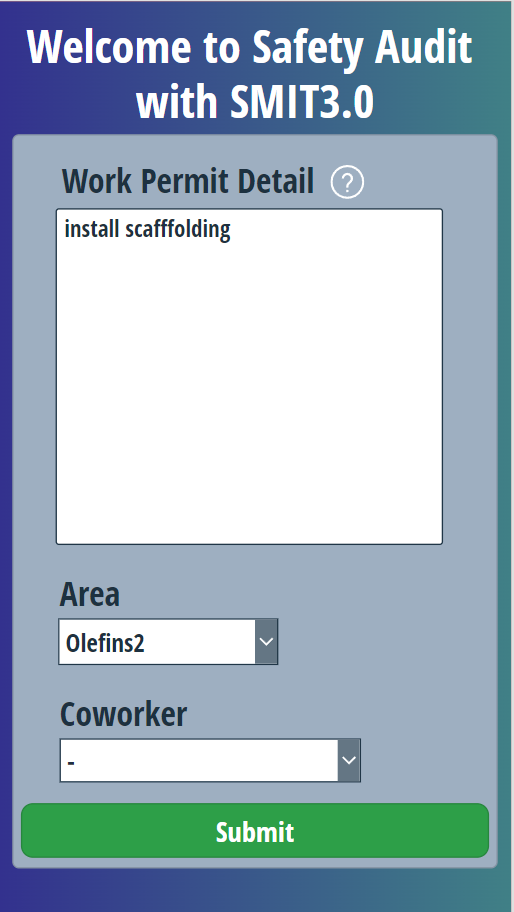 Welcome to Safety Audit
with SMIT3.0
Work Permit Detail ?
install scafffolding
Area
Olefins2
Coworker
-
Submit